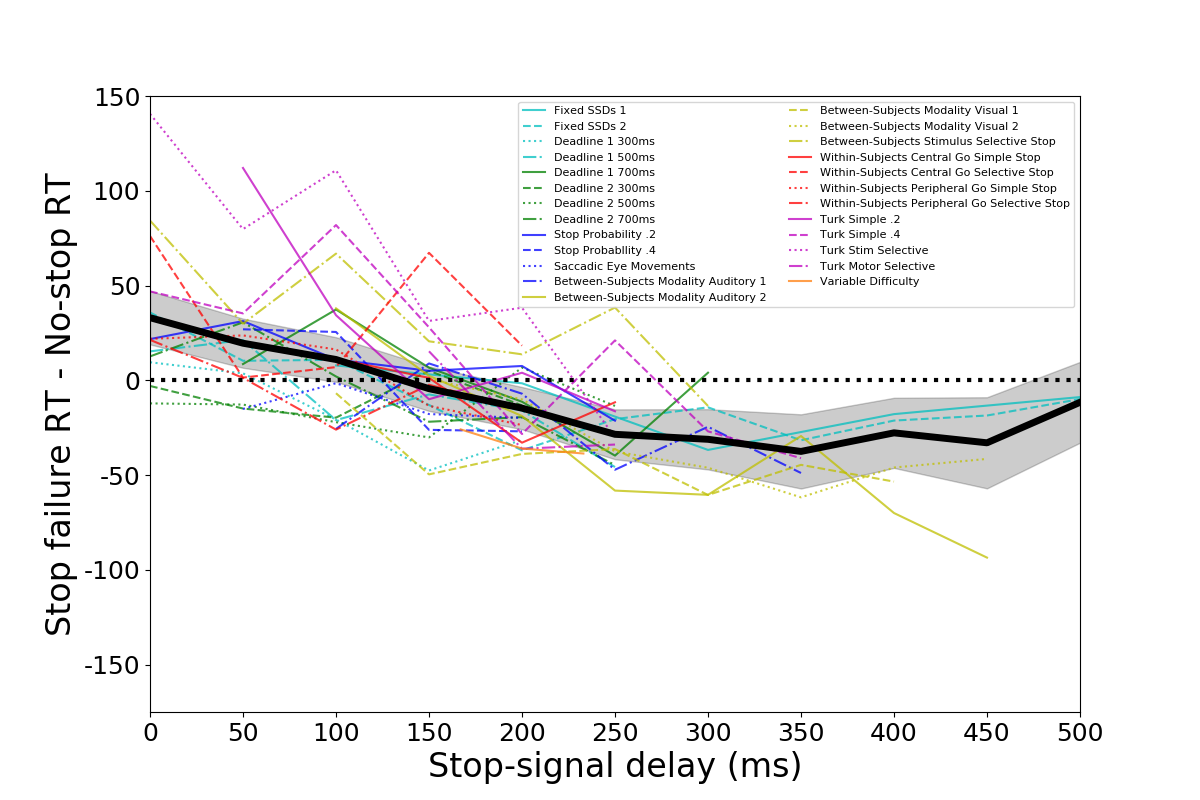 150
100
50
0
-50
-100
-150
Stop failure RT - No-stop RT
Fixed SSDs 1
Fixed SSDs 2
Deadline 1 300ms
Deadline 1 500ms
Deadline 1 700ms
Deadline 2 300ms
Deadline 2 500ms
Deadline 2 700ms
Stop Probability .2
Stop Probability .4
Saccadic Eye Movements
Between-Subjects Modality Auditory 1
Between-Subjects Modality Auditory 2
Between-Subjects Modality Visual 1
Between-Subjects Modality Visual 2
Between-Subjects Stimulus Selective Stop
Within-Subjects Central Go Simple Stop
Within-Subjects Central Go Selective Stop
Within-Subjects Peripheral Go Simple Stop
Within-Subjects Peripheral Go Selective Stop
Turk Simple .2
Turk Simple .4
Turk Stim Selective
Turk Motor Selective
Variable Difficulty
0 50 100 150 200 250 300 350 400 450 500
Stop-signal delay (ms)